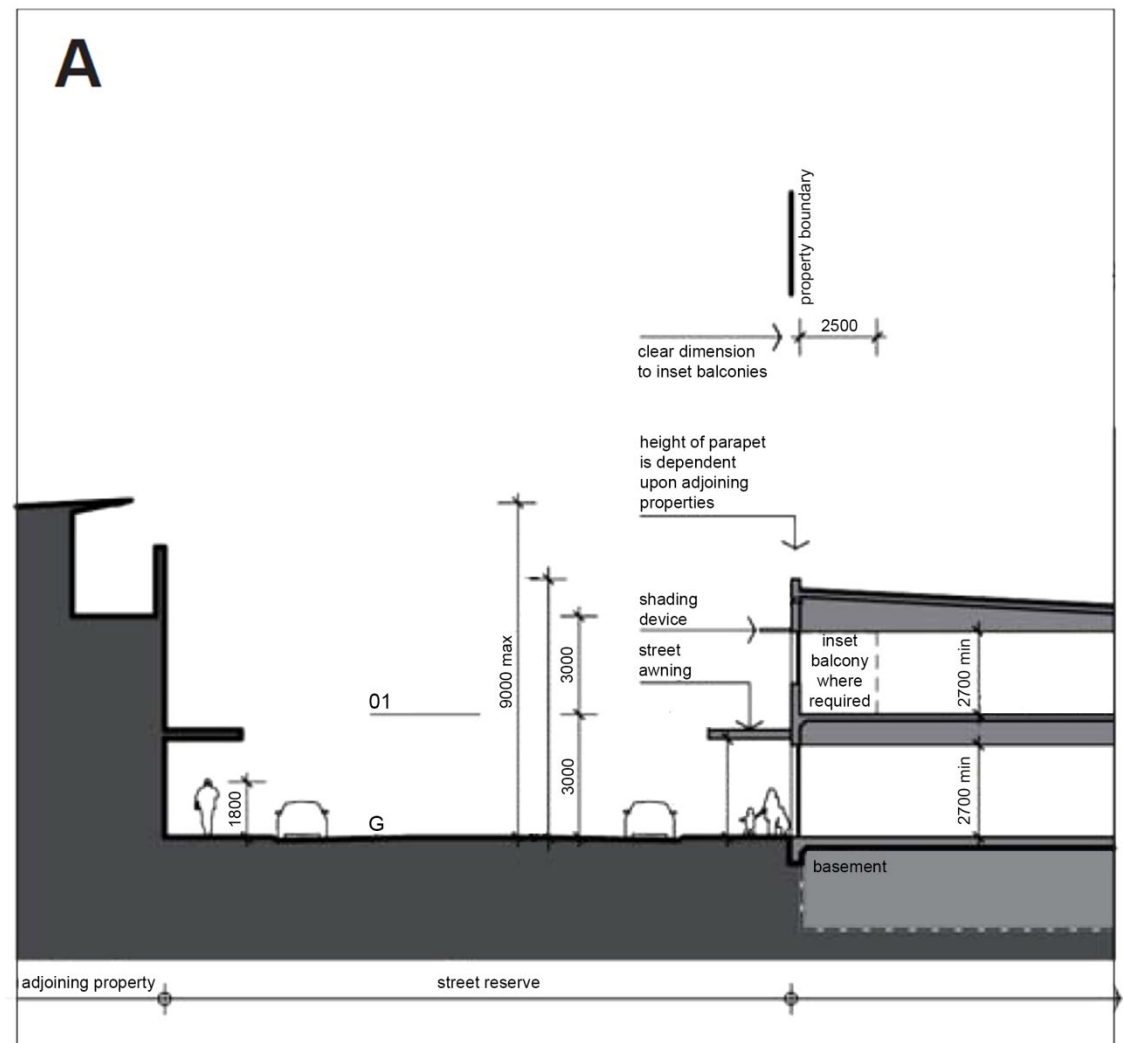 A
property boundary
2500
clear dimension
to inset balconies
height of parapet
is dependent
upon adjoining
properties
shading
device
street
awning
9000 max
3000
3000
01
inset
balcony
where
required
2700 min
2700 min
1800
G
basement
adjoining property
street reserve